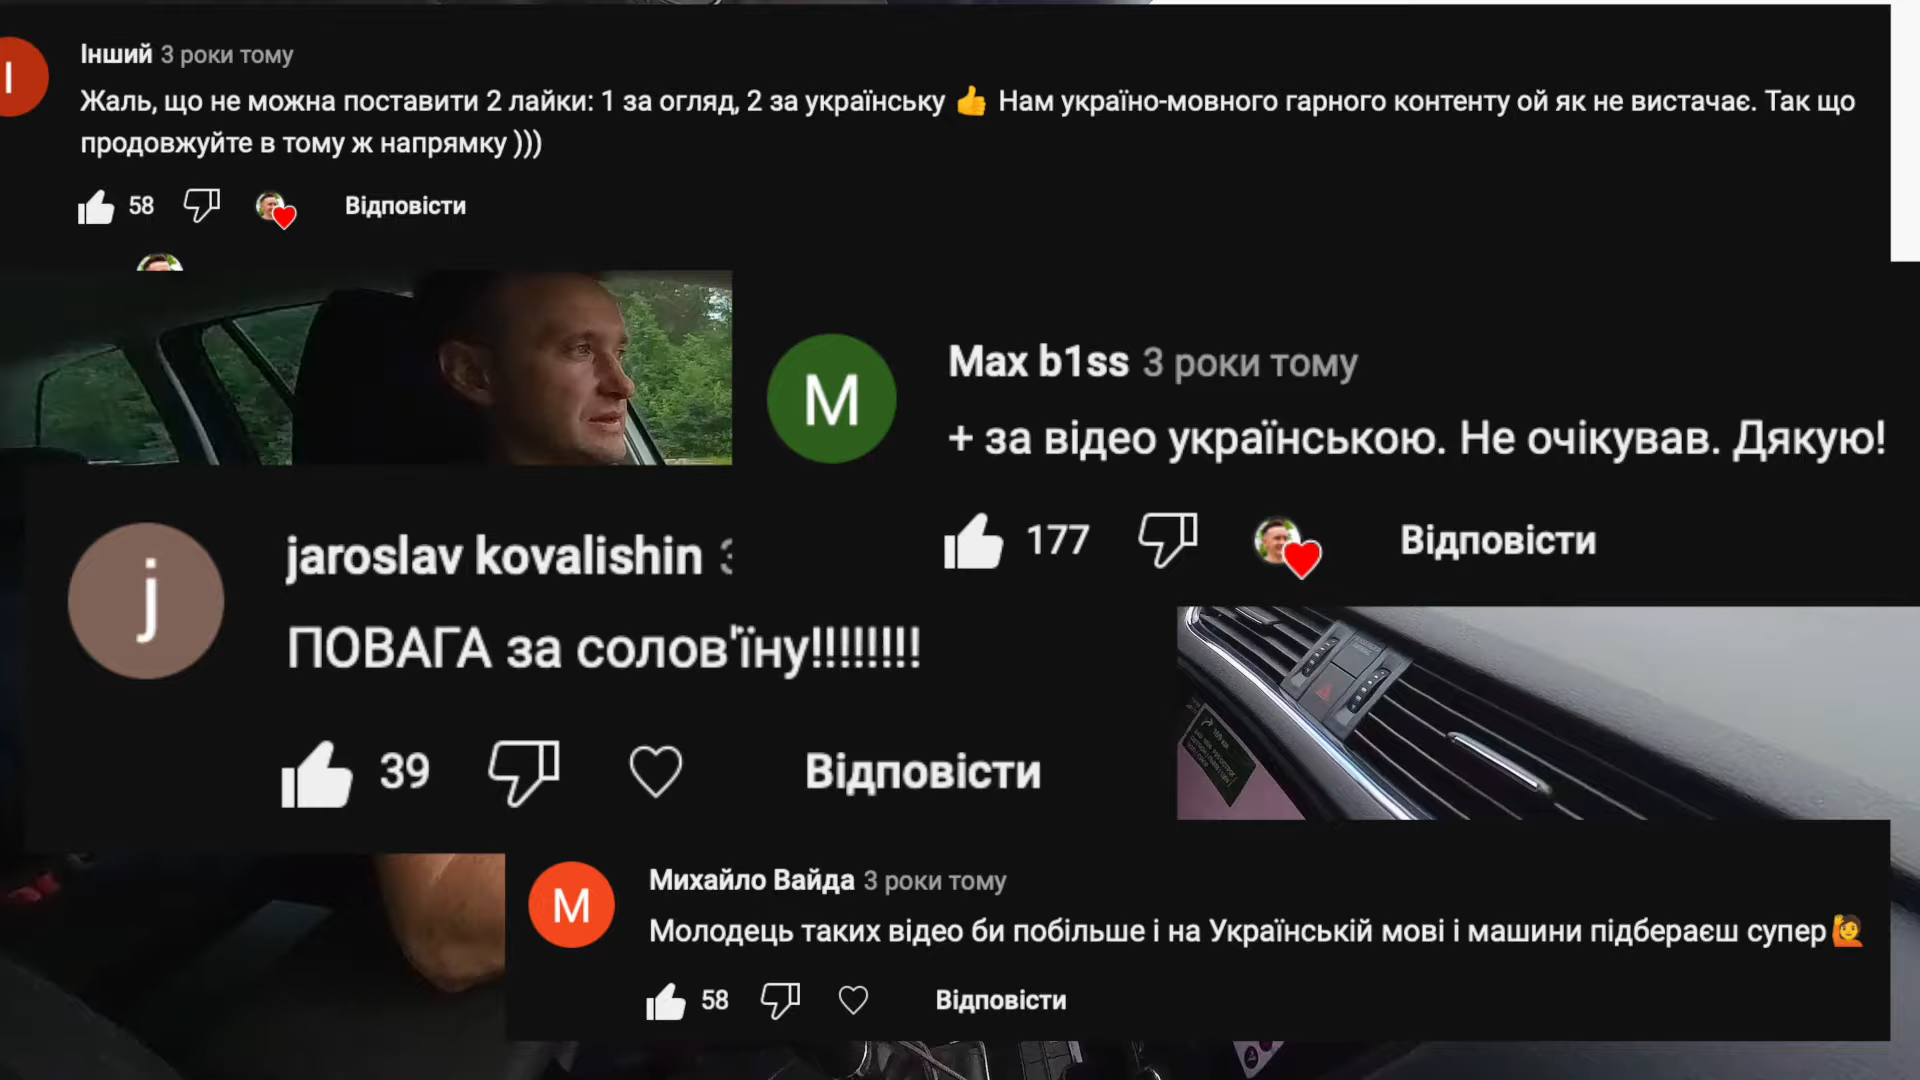 І
Інший 3 роки тому
Жаль, що не можна поставити 2 лайки: 1 за огляд, 2 за українську 👍 Нам україно-мовного гарного контенту ой як не вистачає. Так що
продовжуйте в тому ж напрямку )))
58 Відповісти
M
Max b1ss 3 роки тому
+ за відео українською. Не очікував. Дякую!
177 Відповісти
j
jaroslav kovalishin 3
ПОВАГА за солов'їну!!!!!!!!!
39 Відповісти
М
Михайло Вайда 3 роки тому
Молодець таких відео би побільше і на Українській мові і машини підбераєш супер🙋
58 Відповісти